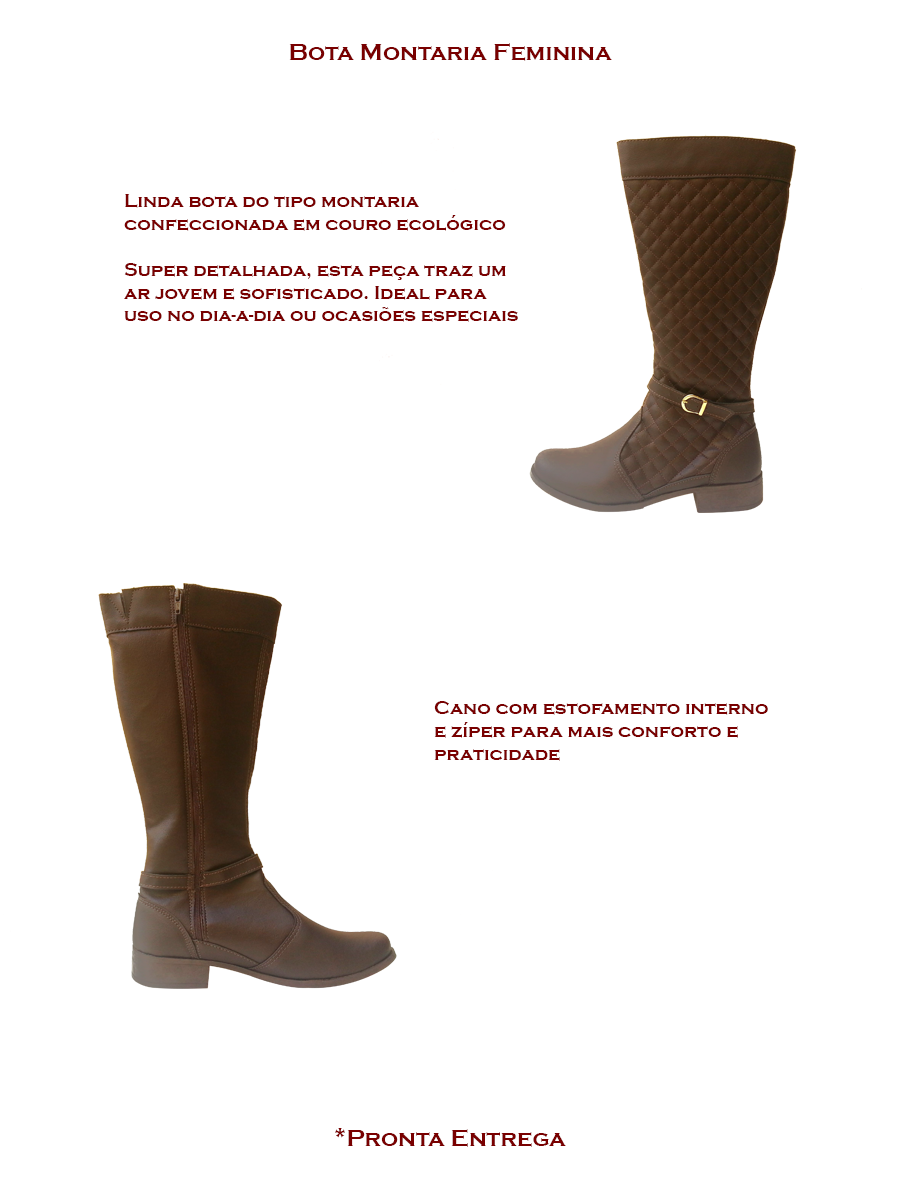 Bota Montaria Feminina
Linda bota do tipo montaria
confeccionada em couro ecológico
Super detalhada, esta peça traz um
ar jovem e sofisticado. Ideal para
uso no dia-a-dia ou ocasiões especiais
Cano com estofamento interno
e zíper para mais conforto e
praticidade
*Pronta Entrega